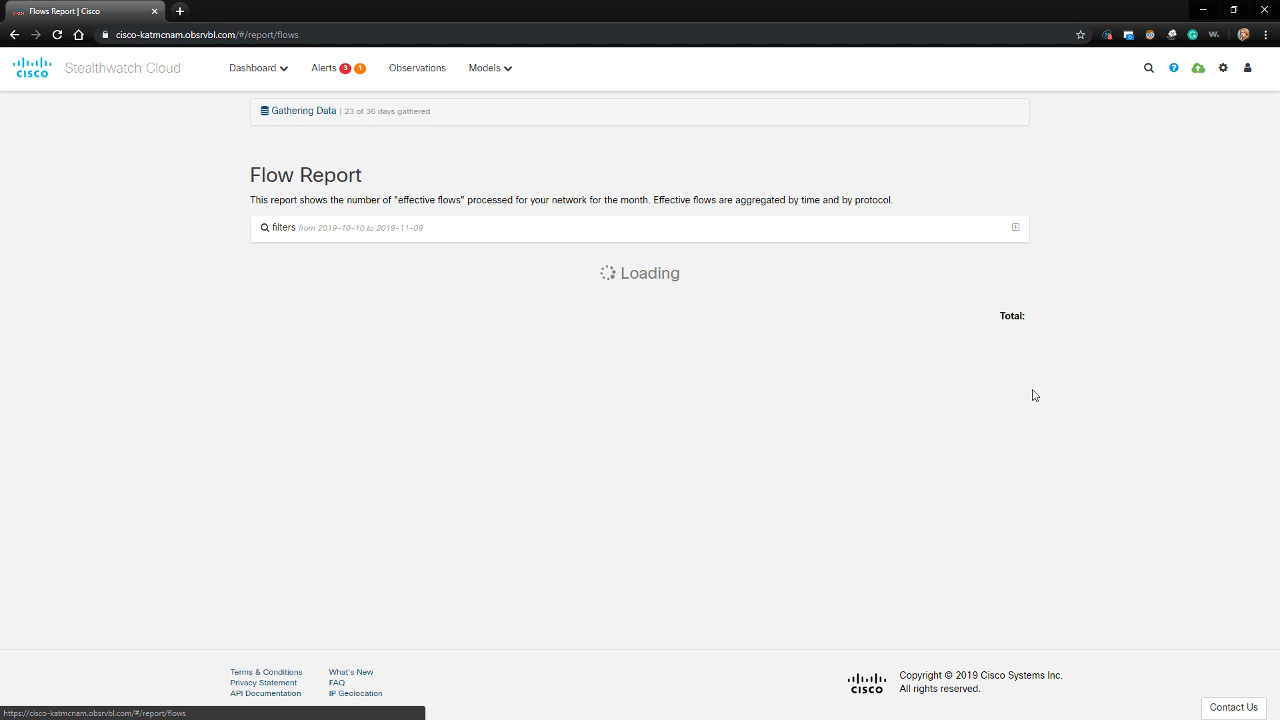 Flows Report | Cisco
cisco-katmcnam.obsrvbl.com/#/report/flows
CISCO
Stealthwatch Cloud
Dashboard
Alerts 3 1
Observations
Models
Gathering Data | 23 of 36 days gathered
Flow Report
This report shows the number of "effective flows" processed for your network for the month. Effective flows are aggregated by time and by protocol.
filters from 2019-10-10 to 2019-11-09
Loading
Total:
Terms & Conditions
What's New
Privacy Statement
FAQ
API Documentation
IP Geolocation
CISCO
Copyright © 2019 Cisco Systems Inc.
All rights reserved.
Contact Us
https://cisco-katmcnam.obsrvbl.com/#/report/flows